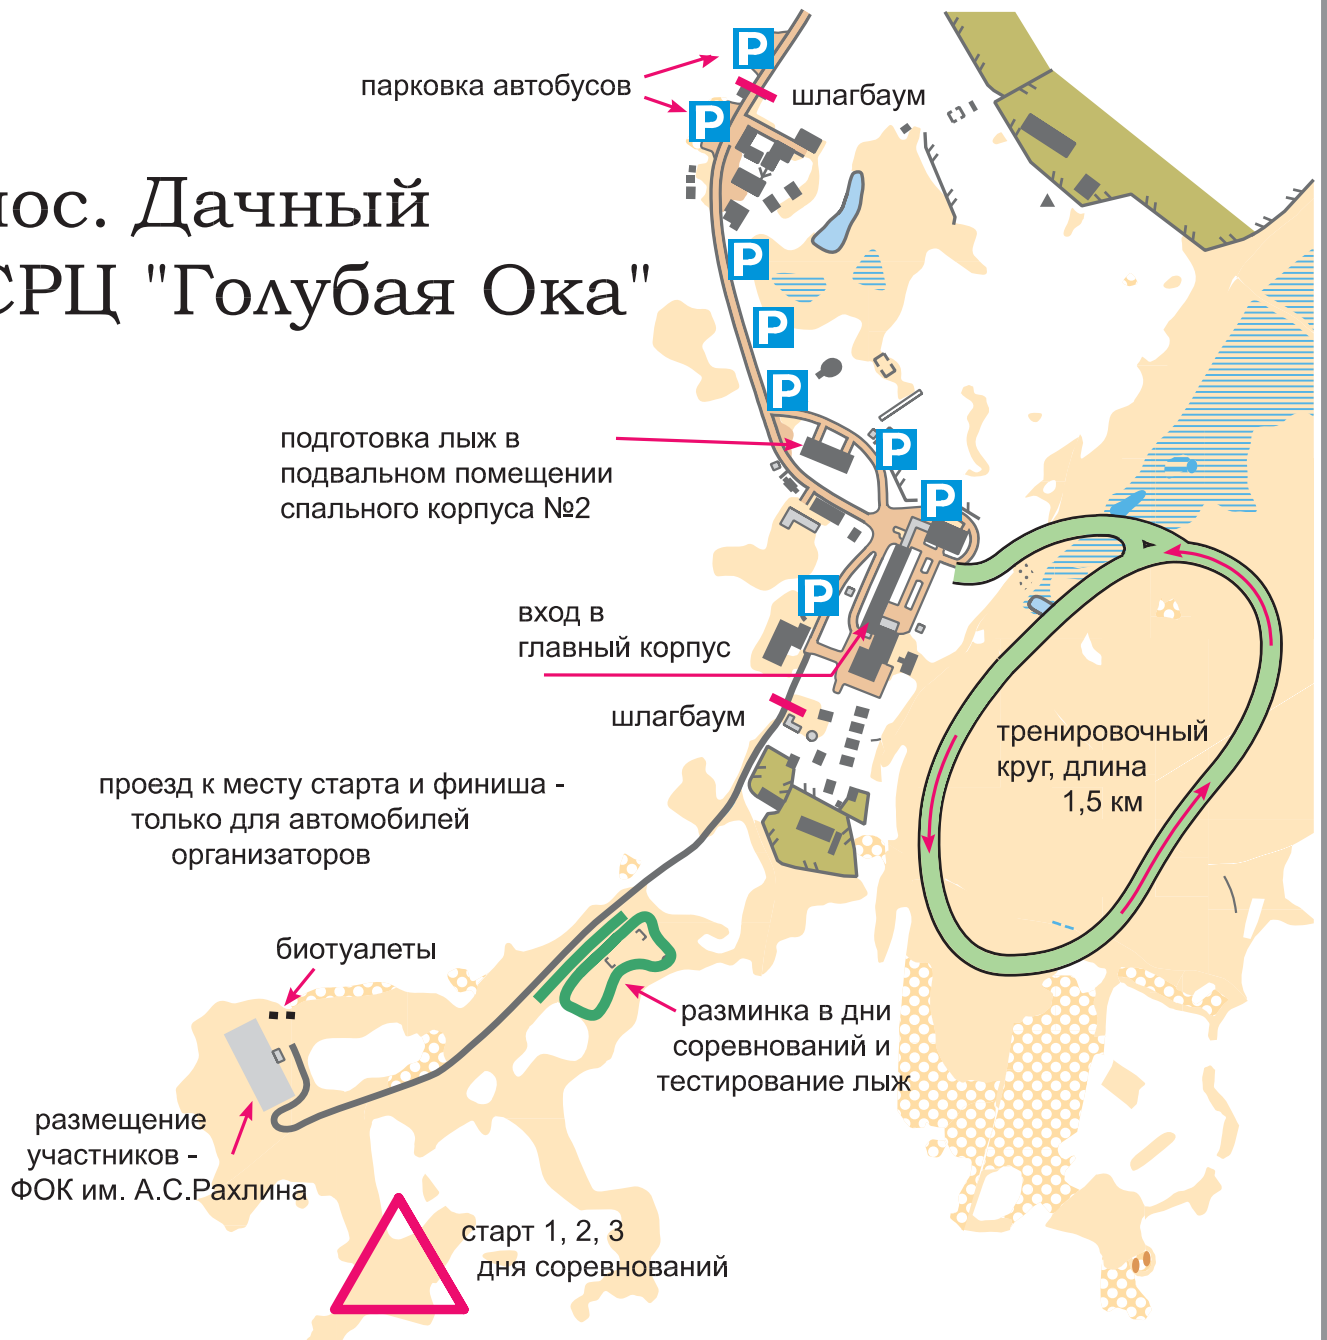 P
парковка автобусов
шлагбаум
P
пос. Дачный
СРЦ "Голубая Ока"
P
P
P
подготовка лыж в
подвальном помещении
спального корпуса №2
P
P
P
вход в
главный корпус
шлагбаум
тренировочный
круг, длина
1,5 км
проезд к месту старта и финиша -
только для автомобилей
организаторов
биотуалеты
разминка в дни
соревнований и
тестирование лыж
размещение
участников -
ФОК им. А.С.Рахлина
старт 1, 2, 3
дня соревнований